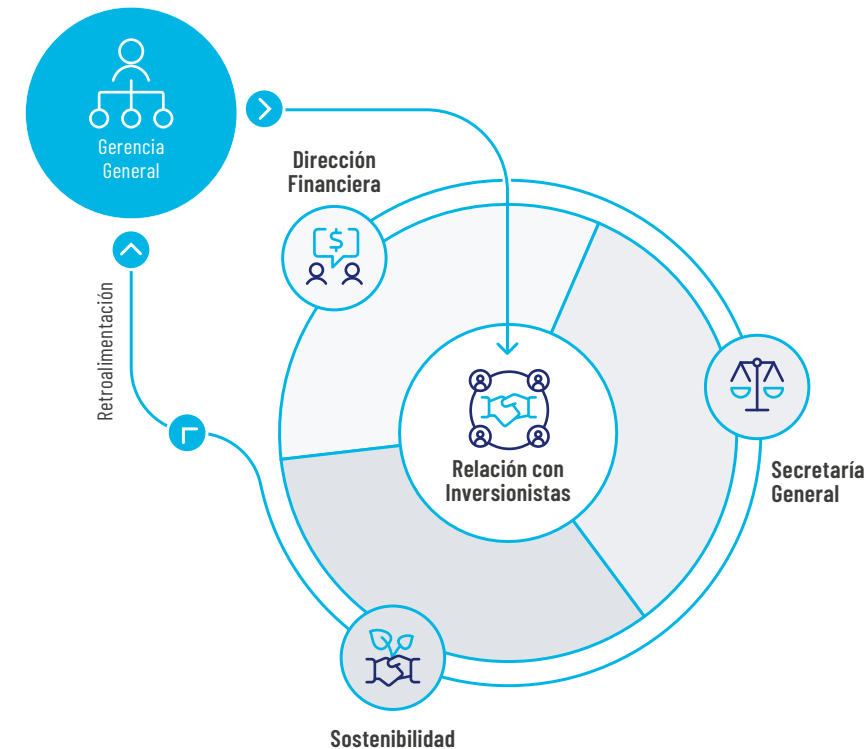 Gerencia
General
Dirección
Financiera
Retroalimentación
Relación con
Inversionistas
Secretaría
General
Sostenibilidad